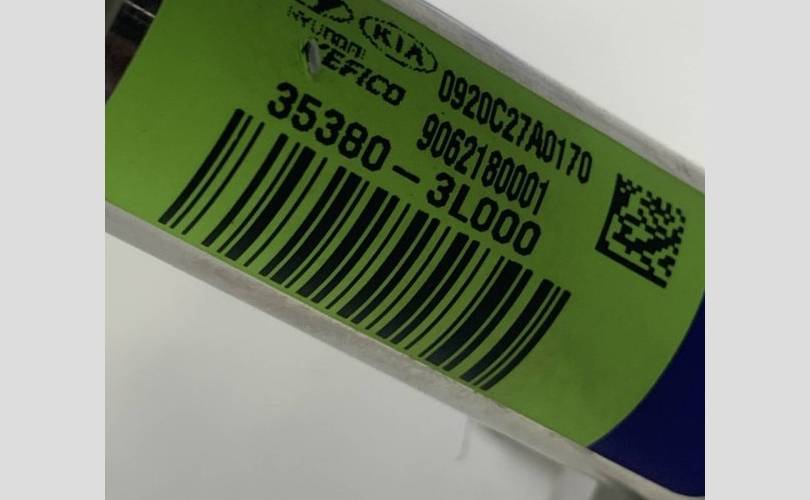 KIA
HYUNDAI
KEFICO
0920C27A0170
9062180001
35380-3L000